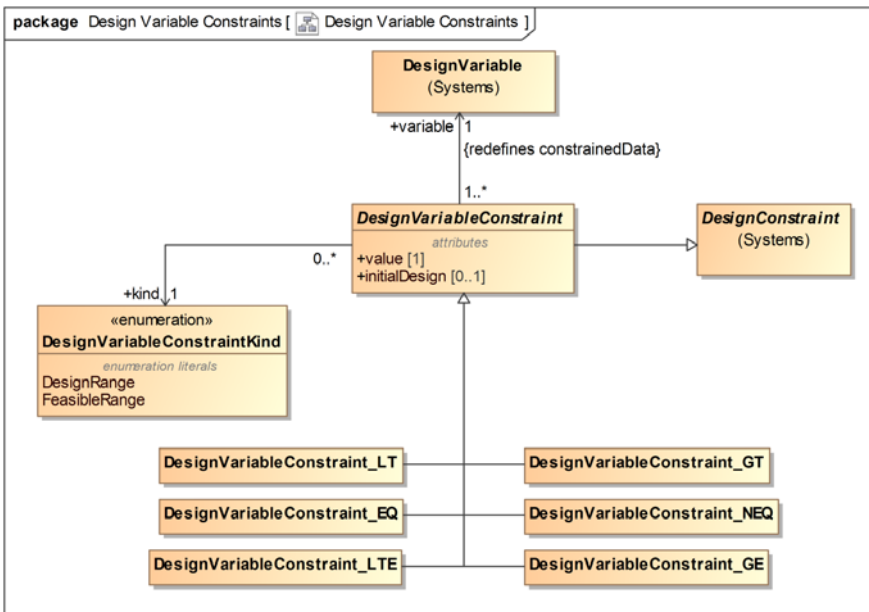 package Design Variable Constraints [ Design Variable Constraints ]
DesignVariable
(Systems)
+variable 1
{redefines constrainedData}
1..*
DesignVariableConstraint
attributes
+value [1]
+initialDesign [0..1]
DesignConstraint
(Systems)
0..*
+kind 1
«enumeration»
DesignVariableConstraintKind
enumeration literals
DesignRange
FeasibleRange
DesignVariableConstraint_LT
DesignVariableConstraint_GT
DesignVariableConstraint_EQ
DesignVariableConstraint_NEQ
DesignVariableConstraint_LTE
DesignVariableConstraint_GE